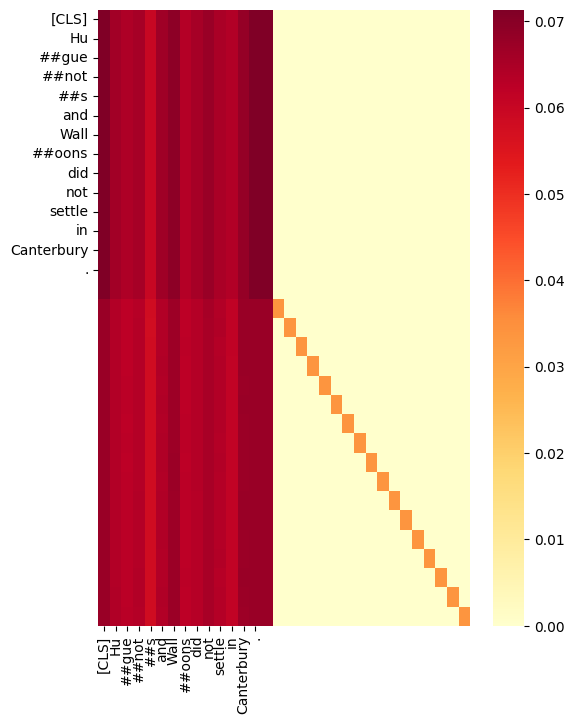 [CLS]
Hu
##gue
##not
##s
and
Wall
##oons
did
not
settle
in
Canterbury
.
0.07
0.06
0.05
0.04
0.03
0.02
0.01
0.00
[CLS]
Hu
##gue
##not
##s
and
Wall
##oons
did
not
settle
in
Canterbury
.